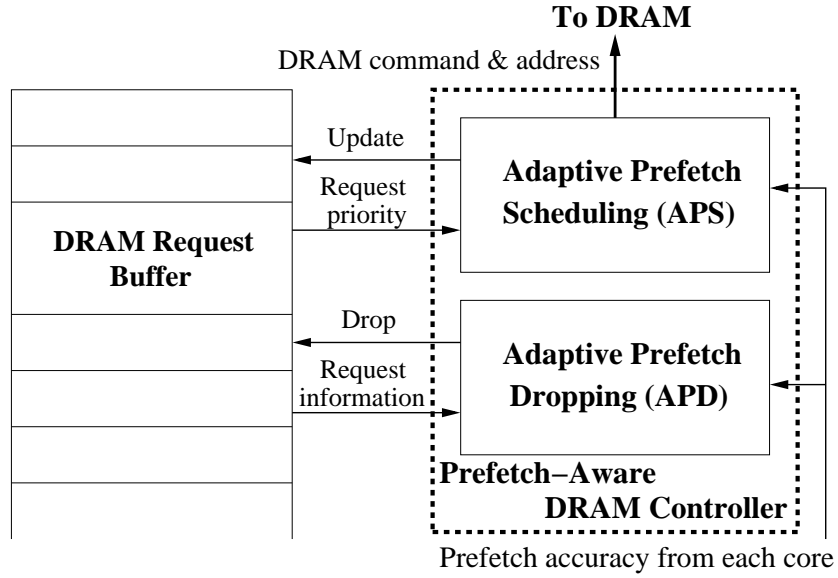 To DRAM
DRAM command & address
Update
Request
priority
DRAM Request
Buffer
Adaptive Prefetch
Scheduling (APS)
Drop
Request
information
Adaptive Prefetch
Dropping (APD)
Prefetch−Aware
DRAM Controller
Prefetch accuracy from each core